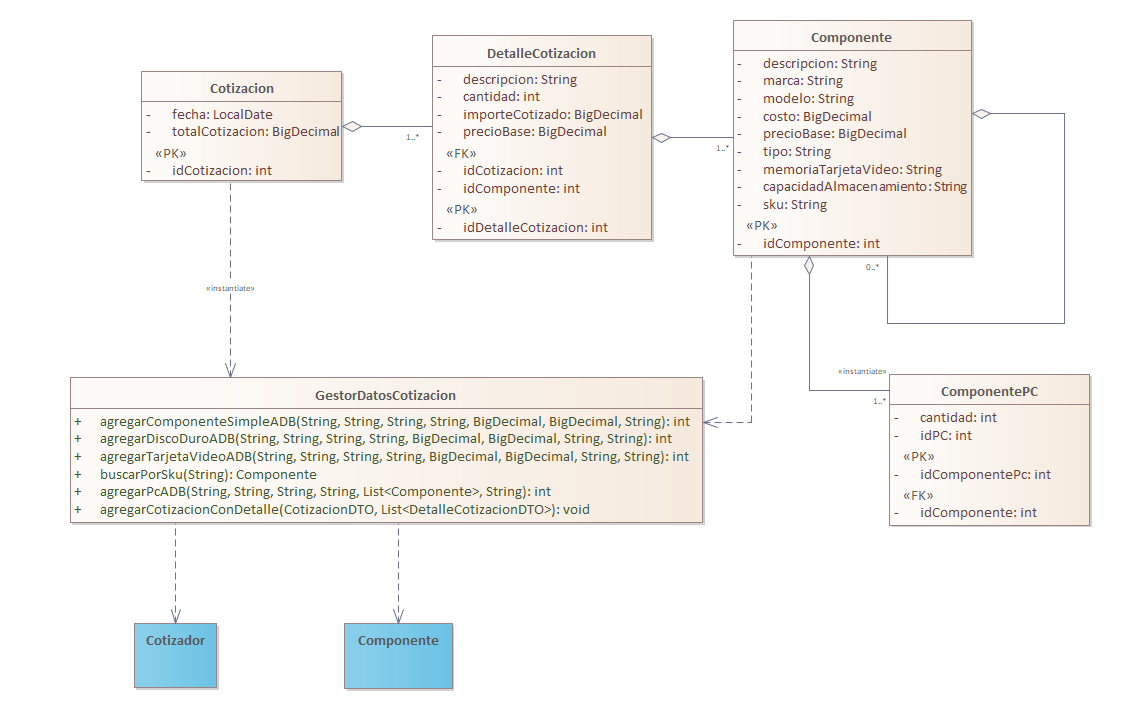 Cotizacion
- fecha: LocalDate
- totalCotizacion: BigDecimal
«PK»
- idCotizacion: int
1..*
DetalleCotizacion
- descripcion: String
- cantidad: int
- importeCotizado: BigDecimal
- precioBase: BigDecimal
«FK»
- idCotizacion: int
- idComponente: int
«PK»
- idDetalleCotizacion: int
1..*
Componente
- descripcion: String
- marca: String
- modelo: String
- costo: BigDecimal
- precioBase: BigDecimal
- tipo: String
- memoriaTarjetaVideo: String
- capacidadAlmacenamiento: String
- sku: String
«PK»
- idComponente: int
0..*
«instantiate»
«instantiate»
1..*
ComponentePC
- cantidad: int
- idPC: int
«PK»
- idComponentePc: int
«FK»
- idComponente: int
GestorDatosCotizacion
+ agregarComponenteSimpleADB(String, String, String, String, BigDecimal, BigDecimal, String): int
+ agregarDiscoDuroADB(String, String, String, String, BigDecimal, BigDecimal, String, String): int
+ agregarTarjetaVideoADB(String, String, String, String, BigDecimal, BigDecimal, String, String): int
+ buscarPorSku(String): Componente
+ agregarPcADB(String, String, String, String, List<Componente>, String): int
+ agregarCotizacionConDetalle(CotizacionDTO, List<DetalleCotizacionDTO>): void
Cotizador
Componente